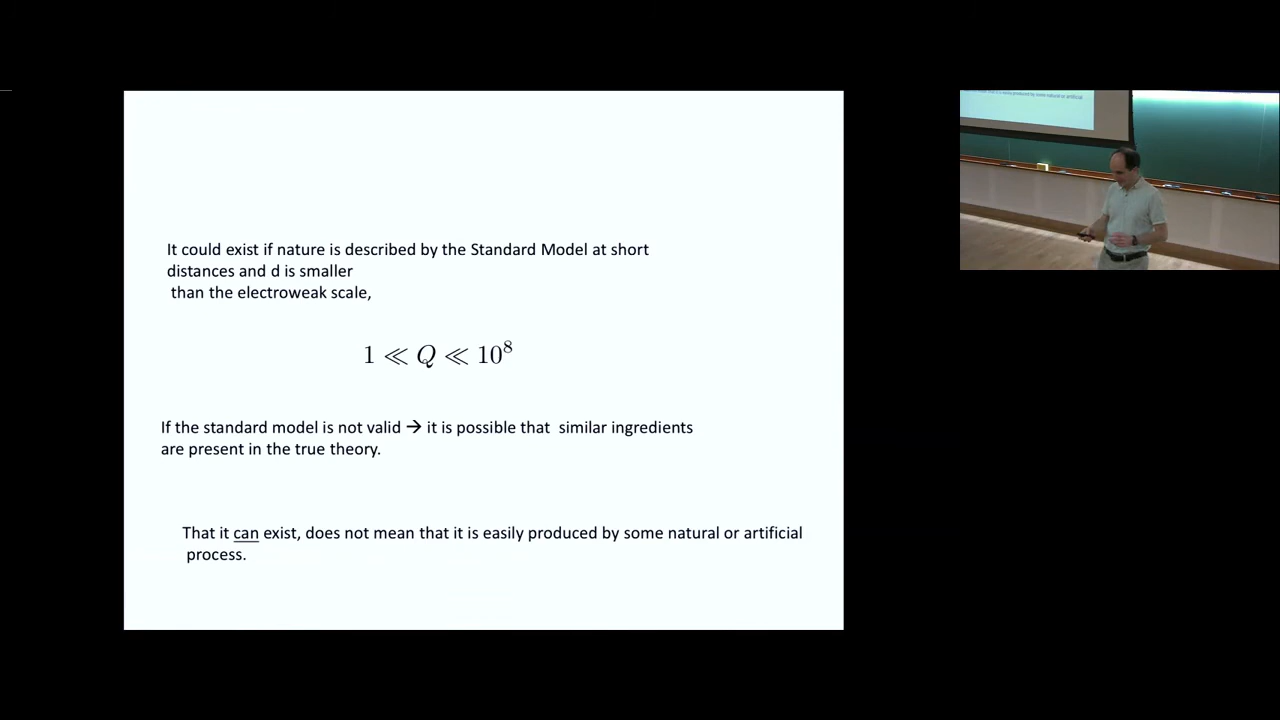 It could exist if nature is described by the Standard Model at short
distances and d is smaller
than the electroweak scale,
1 ≪ Q ≪ 10⁸
If the standard model is not valid → it is possible that similar ingredients
are present in the true theory.
That it can exist, does not mean that it is easily produced by some natural or artificial
process.